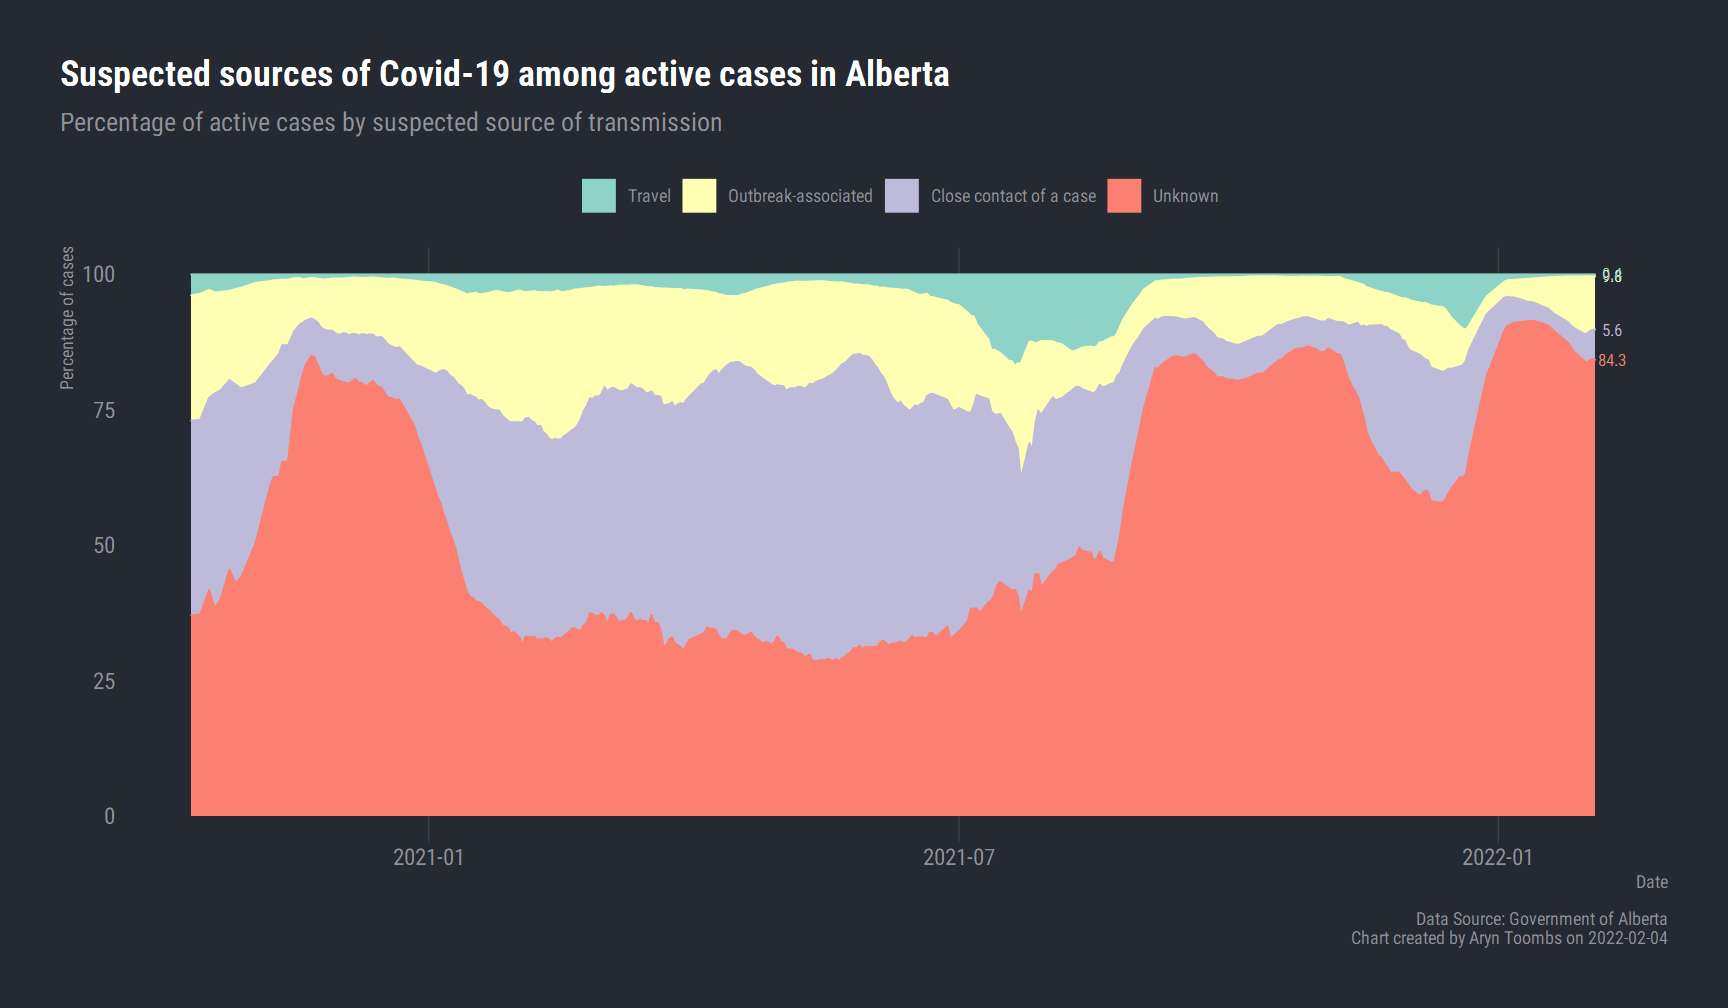 Suspected sources of Covid-19 among active cases in Alberta
Percentage of active cases by suspected source of transmission
Travel Outbreak-associated Close contact of a case Unknown
Percentage of cases
100
75
50
25
0
5.6
84.3
2021-01 2021-07 2022-01
Date
Data Source: Government of Alberta
Chart created by Aryn Toombs on 2022-02-04